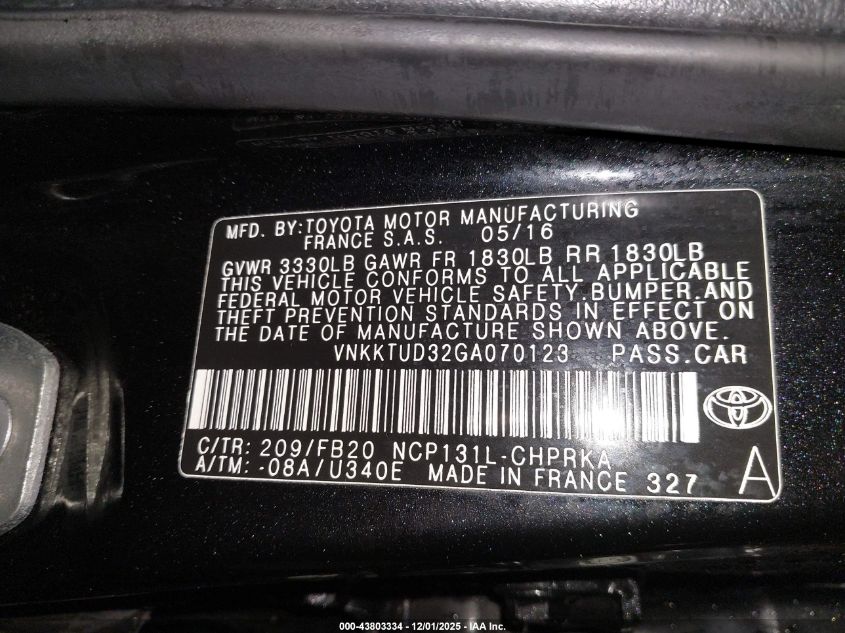 MFD. BY:TOYOTA MOTOR MANUFACTURING
FRANCE S.A.S. 05/16
GVWR 3330LB GAWR FR 1830LB RR 1830LB
THIS VEHICLE CONFORMS TO ALL APPLICABLE
FEDERAL MOTOR VEHICLE SAFETY, BUMPER, AND
THEFT PREVENTION STANDARDS IN EFFECT ON
THE DATE OF MANUFACTURE SHOWN ABOVE.
VNKKTUD32GA070123 PASS.CAR
C/TR: 209/FB20 NCP131L-CHPRKA
A/TM: -08A/U340E MADE IN FRANCE 327 A
000-43803334 - 12/01/2025 - IAA Inc.